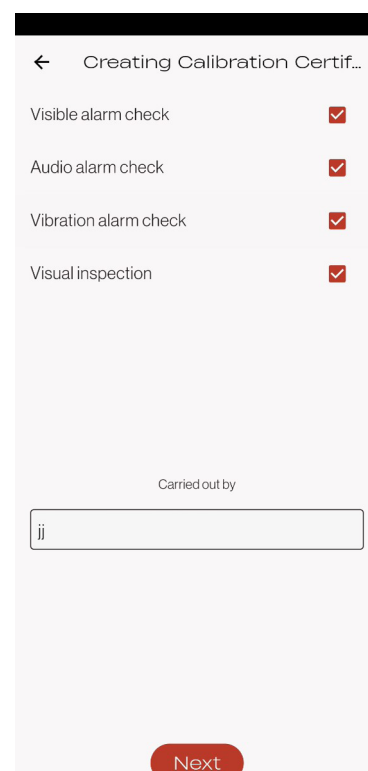 Creating Calibration Certif...
Visible alarm check
Audio alarm check
Vibration alarm check
Visual inspection
Carried out by
jj
Next